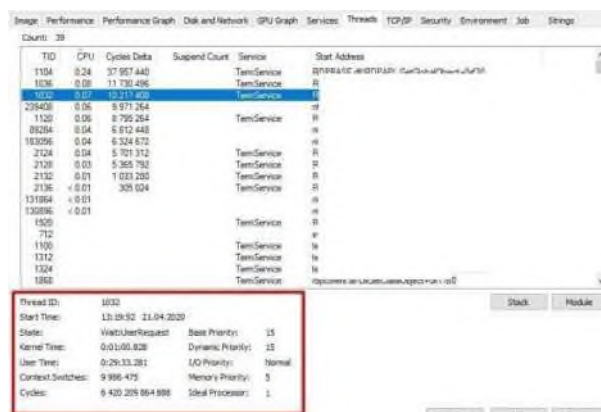 Image Performance Performance Graph Disk and Network GPU Graph Services Threads TCP/IP Security Environment Job Strings
Count: 39
TID CPU Cycles Delta Suspend Count Service Start Address
1104 0.24 37 957 440 TermService
1036 0.08 11 730 496 TermService R
1032 0.07 10 217 408 TermService R
239408 0.06 9 971 264
1120 0.06 8 795 264 TermService R
89284 0.04 6 612 448
183096 0.04 6 324 672
2124 0.04 5 701 312 TermService R
2128 0.03 5 365 792 TermService R
2132 0.01 1 033 280 TermService R
2136 < 0.01 305 024 TermService R
131864 < 0.01
130896 < 0.01
1920 TermService R
712
1100 TermService
1312 TermService
1324 TermService
1868 TermService
Thread ID: 1032 Stack Module
Start Time: 13:19:52 21.04.2020
State: Wait:UserRequest Base Priority: 15
Kernel Time: 0:01:00.828 Dynamic Priority: 15
User Time: 0:29:33.281 I/O Priority: Normal
Context Switches: 9 986 475 Memory Priority: 5
Cycles: 6 420 209 864 888 Ideal Processor: 1